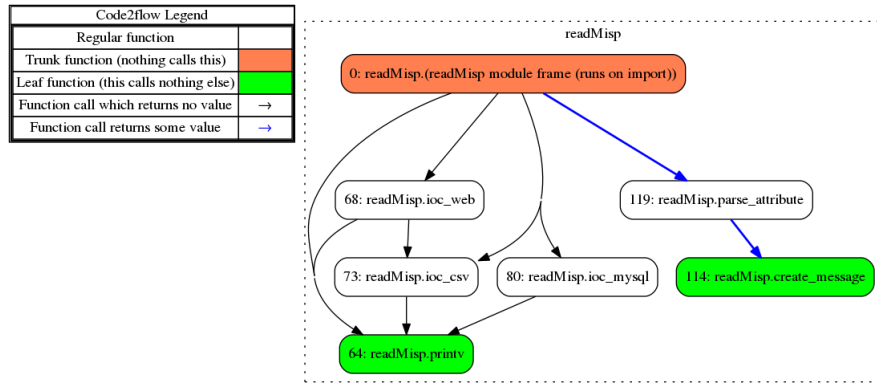 Code2flow Legend
Regular function
Trunk function (nothing calls this)
Leaf function (this calls nothing else)
Function call which returns no value →
Function call returns some value →
readMisp
0: readMisp.(readMisp module frame (runs on import))
68: readMisp.ioc_web
119: readMisp.parse_attribute
73: readMisp.ioc_csv
80: readMisp.ioc_mysql
114: readMisp.create_message
64: readMisp.printv